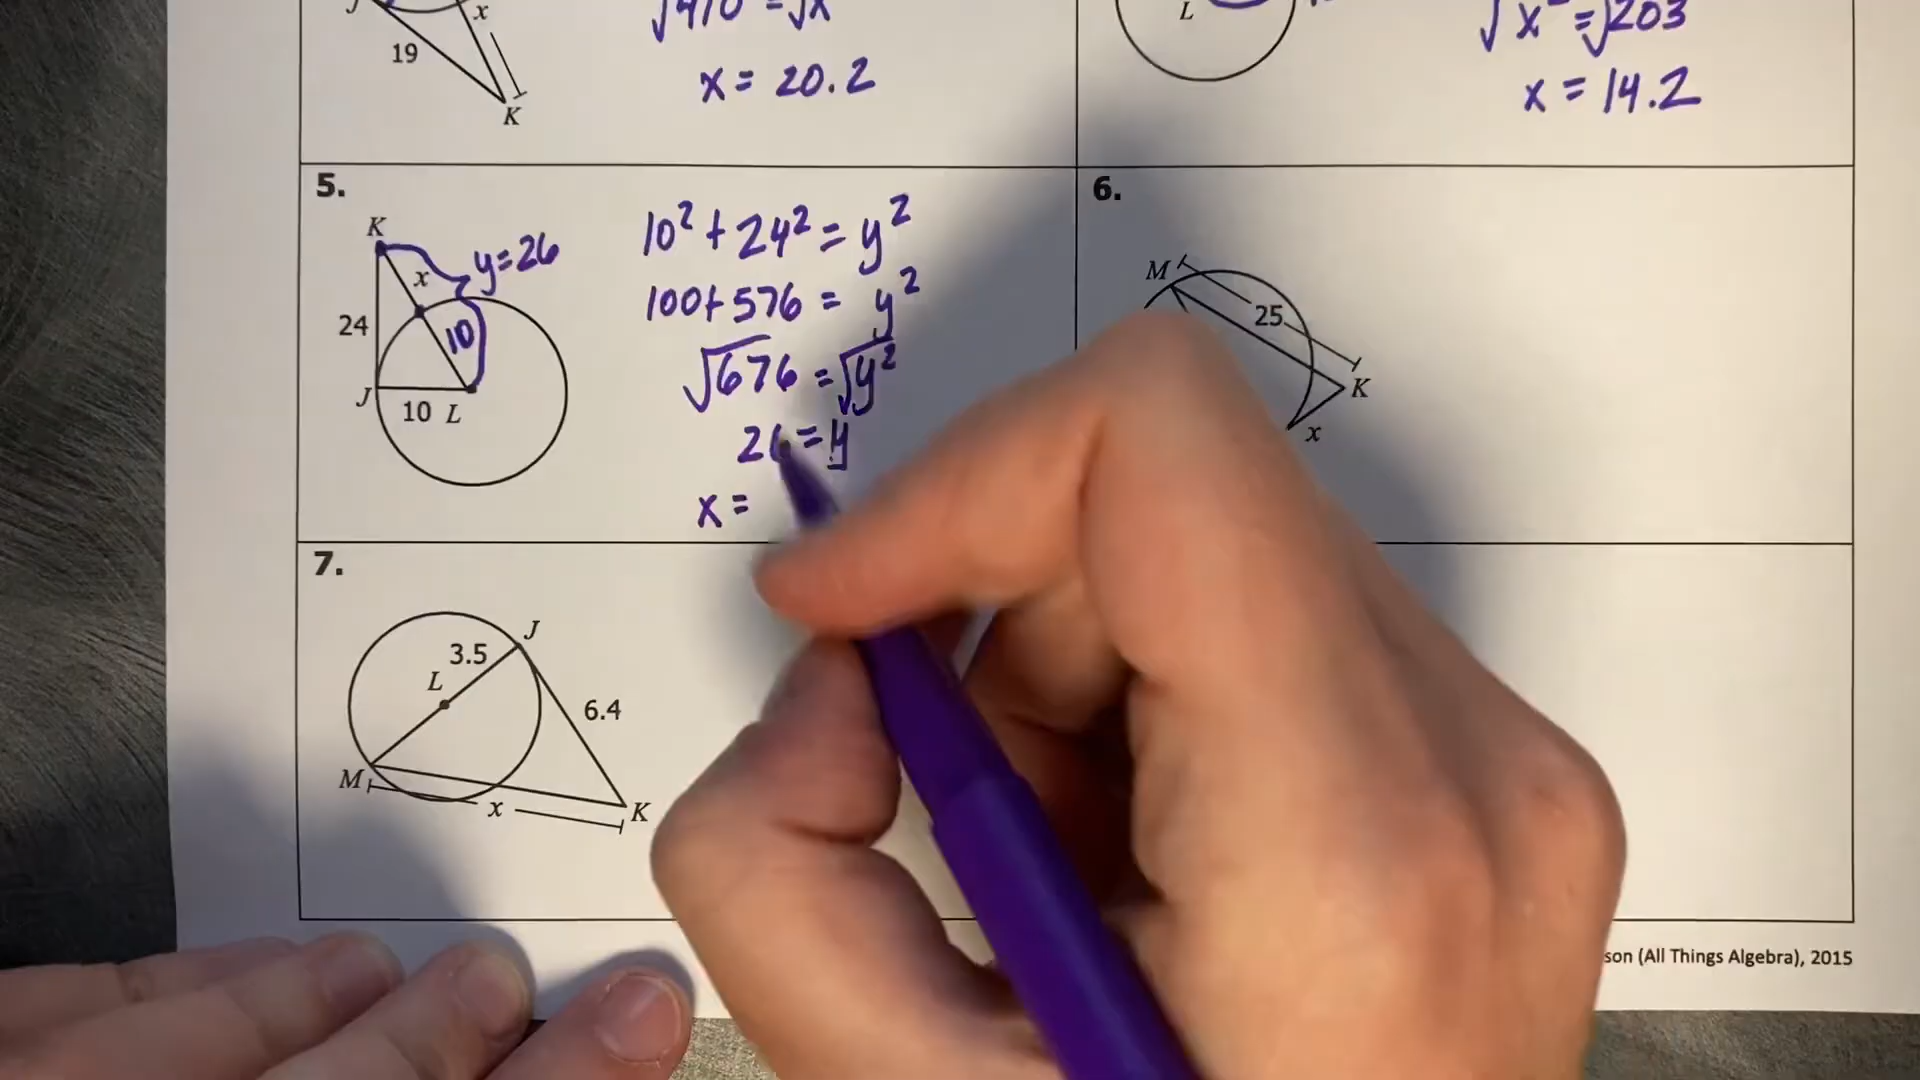 J
x
19
K
√410 = √x
x = 20.2
L
√x² = √203
x = 14.2
5.
K
x
y=26
24
10
J
10 L
10² + 24² = y²
100 + 576 = y²
√676 = √y²
26 = y
x =
6.
M
25
K
x
7.
J
3.5
L
6.4
M
x
K
son (All Things Algebra), 2015